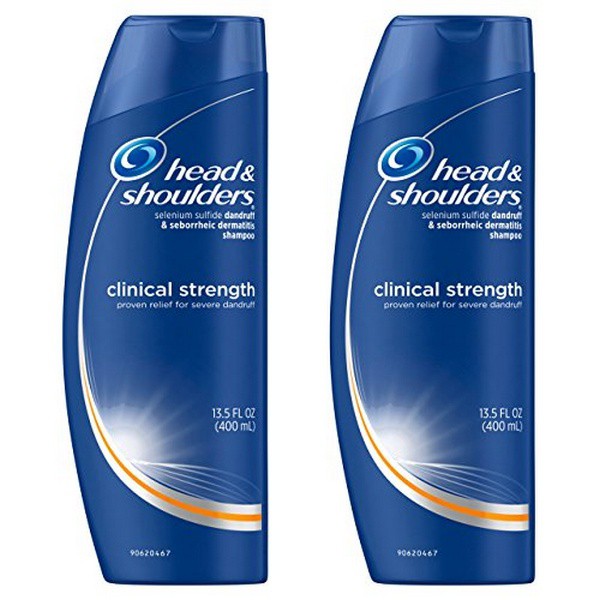 head &
shoulders®
selenium sulfide dandruff
& seborrheic dermatitis
shampoo
clinical strength
proven relief for severe dandruff
13.5 FL OZ
(400 mL)
90620467
head &
shoulders®
selenium sulfide dandruff
& seborrheic dermatitis
shampoo
clinical strength
proven relief for severe dandruff
13.5 FL OZ
(400 mL)
90620467